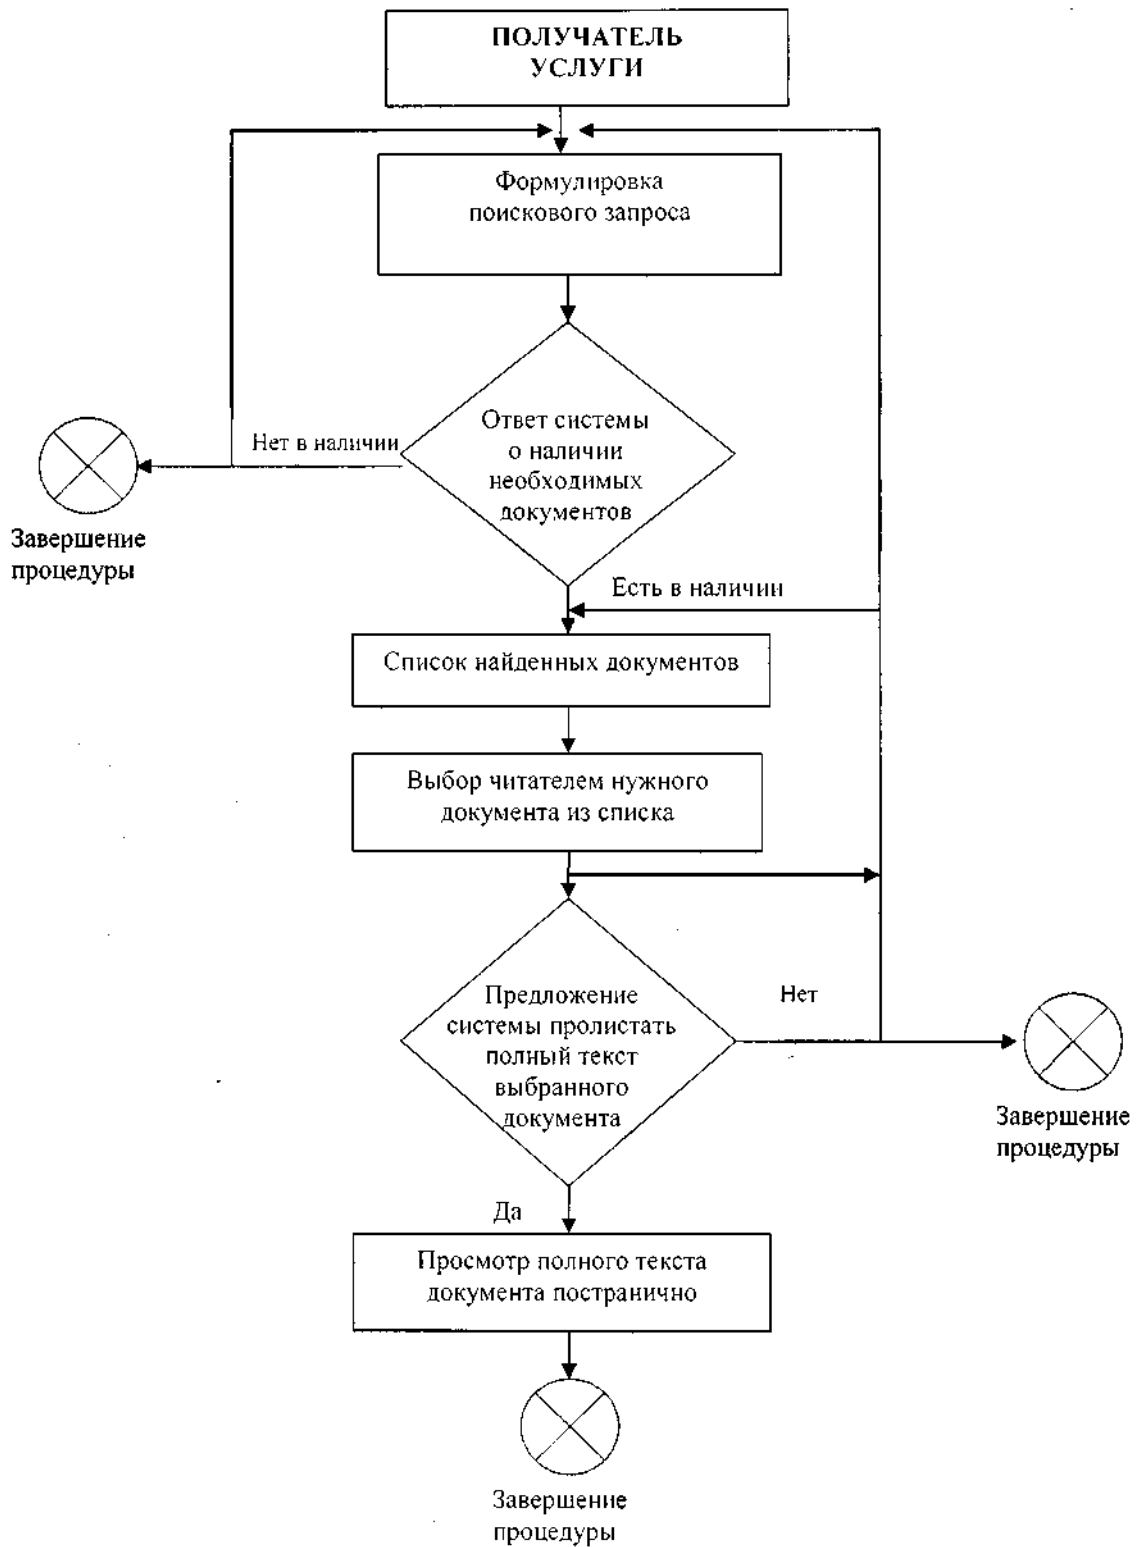 ПОЛУЧАТЕЛЬ
УСЛУГИ
Формулировка
поискового запроса
Ответ системы
о наличии
необходимых
документов
Нет в наличии
Завершение
процедуры
Есть в наличии
Список найденных документов
Выбор читателем нужного
документа из списка
Предложение
системы пролистать
полный текст
выбранного
документа
Нет
Завершение
процедуры
Да
Просмотр полного текста
документа постранично
Завершение
процедуры